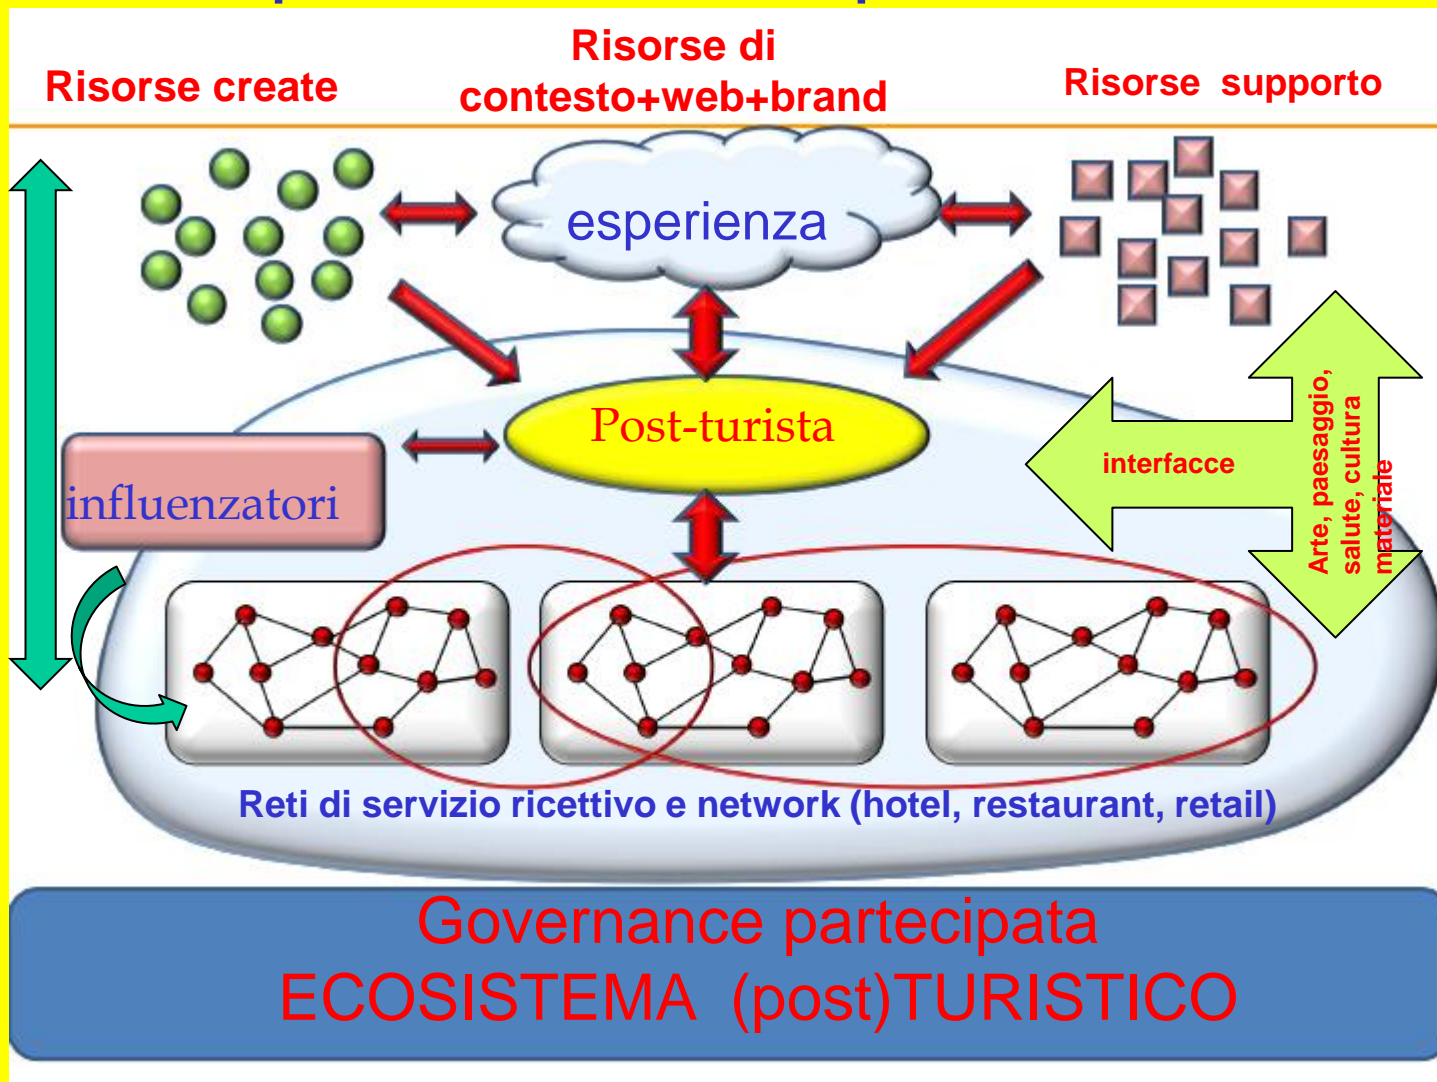 Risorse create
Risorse di
contesto+web+brand
Risorse supporto
esperienza
Post-turista
influenzatori
interfacce
Arte, paesaggio,
salute, cultura
materiale
Reti di servizio ricettivo e network (hotel, restaurant, retail)
Governance partecipata
ECOSISTEMA (post)TURISTICO